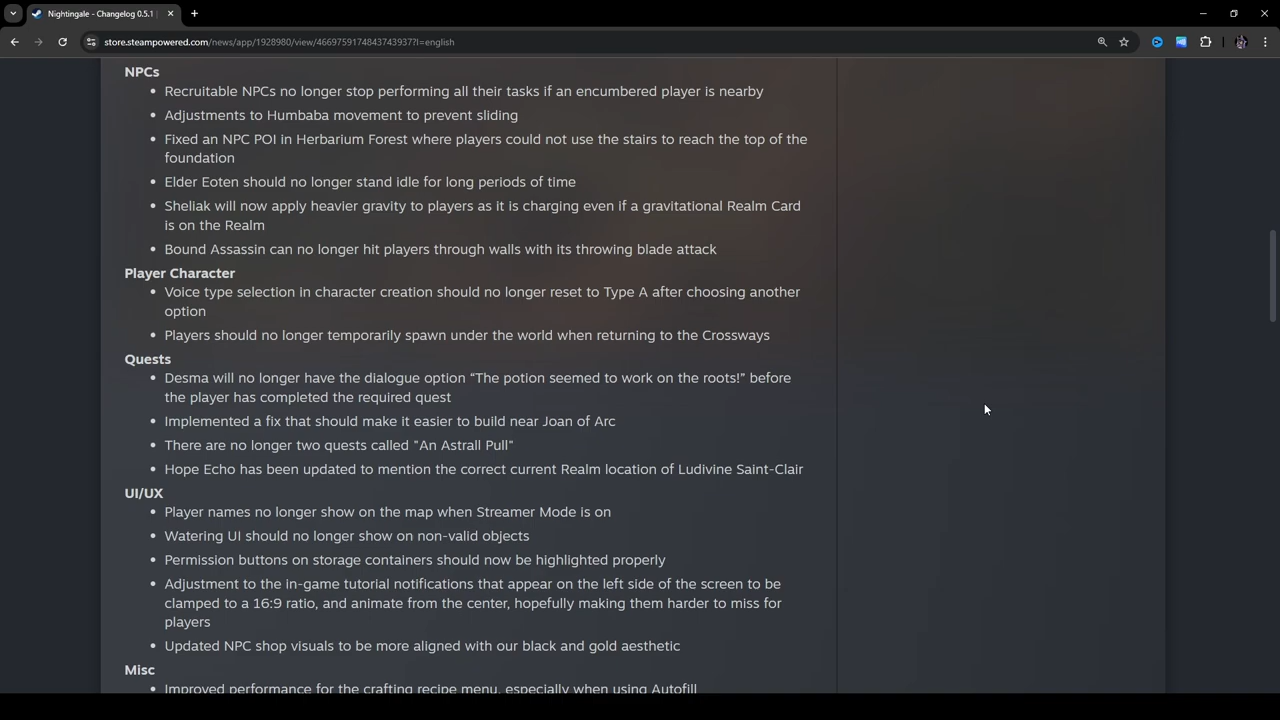 Nightingale - Changelog 0.5.1
store.steampowered.com/news/app/1928980/view/4669759174843743937?l=english
NPCs
• Recruitable NPCs no longer stop performing all their tasks if an encumbered player is nearby
• Adjustments to Humbaba movement to prevent sliding
• Fixed an NPC POI in Herbarium Forest where players could not use the stairs to reach the top of the
foundation
• Elder Eoten should no longer stand idle for long periods of time
• Sheliak will now apply heavier gravity to players as it is charging even if a gravitational Realm Card
is on the Realm
• Bound Assassin can no longer hit players through walls with its throwing blade attack
Player Character
• Voice type selection in character creation should no longer reset to Type A after choosing another
option
• Players should no longer temporarily spawn under the world when returning to the Crossways
Quests
• Desma will no longer have the dialogue option “The potion seemed to work on the roots!” before
the player has completed the required quest
• Implemented a fix that should make it easier to build near Joan of Arc
• There are no longer two quests called "An Astrall Pull"
• Hope Echo has been updated to mention the correct current Realm location of Ludivine Saint-Clair
UI/UX
• Player names no longer show on the map when Streamer Mode is on
• Watering UI should no longer show on non-valid objects
• Permission buttons on storage containers should now be highlighted properly
• Adjustment to the in-game tutorial notifications that appear on the left side of the screen to be
clamped to a 16:9 ratio, and animate from the center, hopefully making them harder to miss for
players
• Updated NPC shop visuals to be more aligned with our black and gold aesthetic
Misc
• Improved performance for the crafting recipe menu, especially when using Autofill